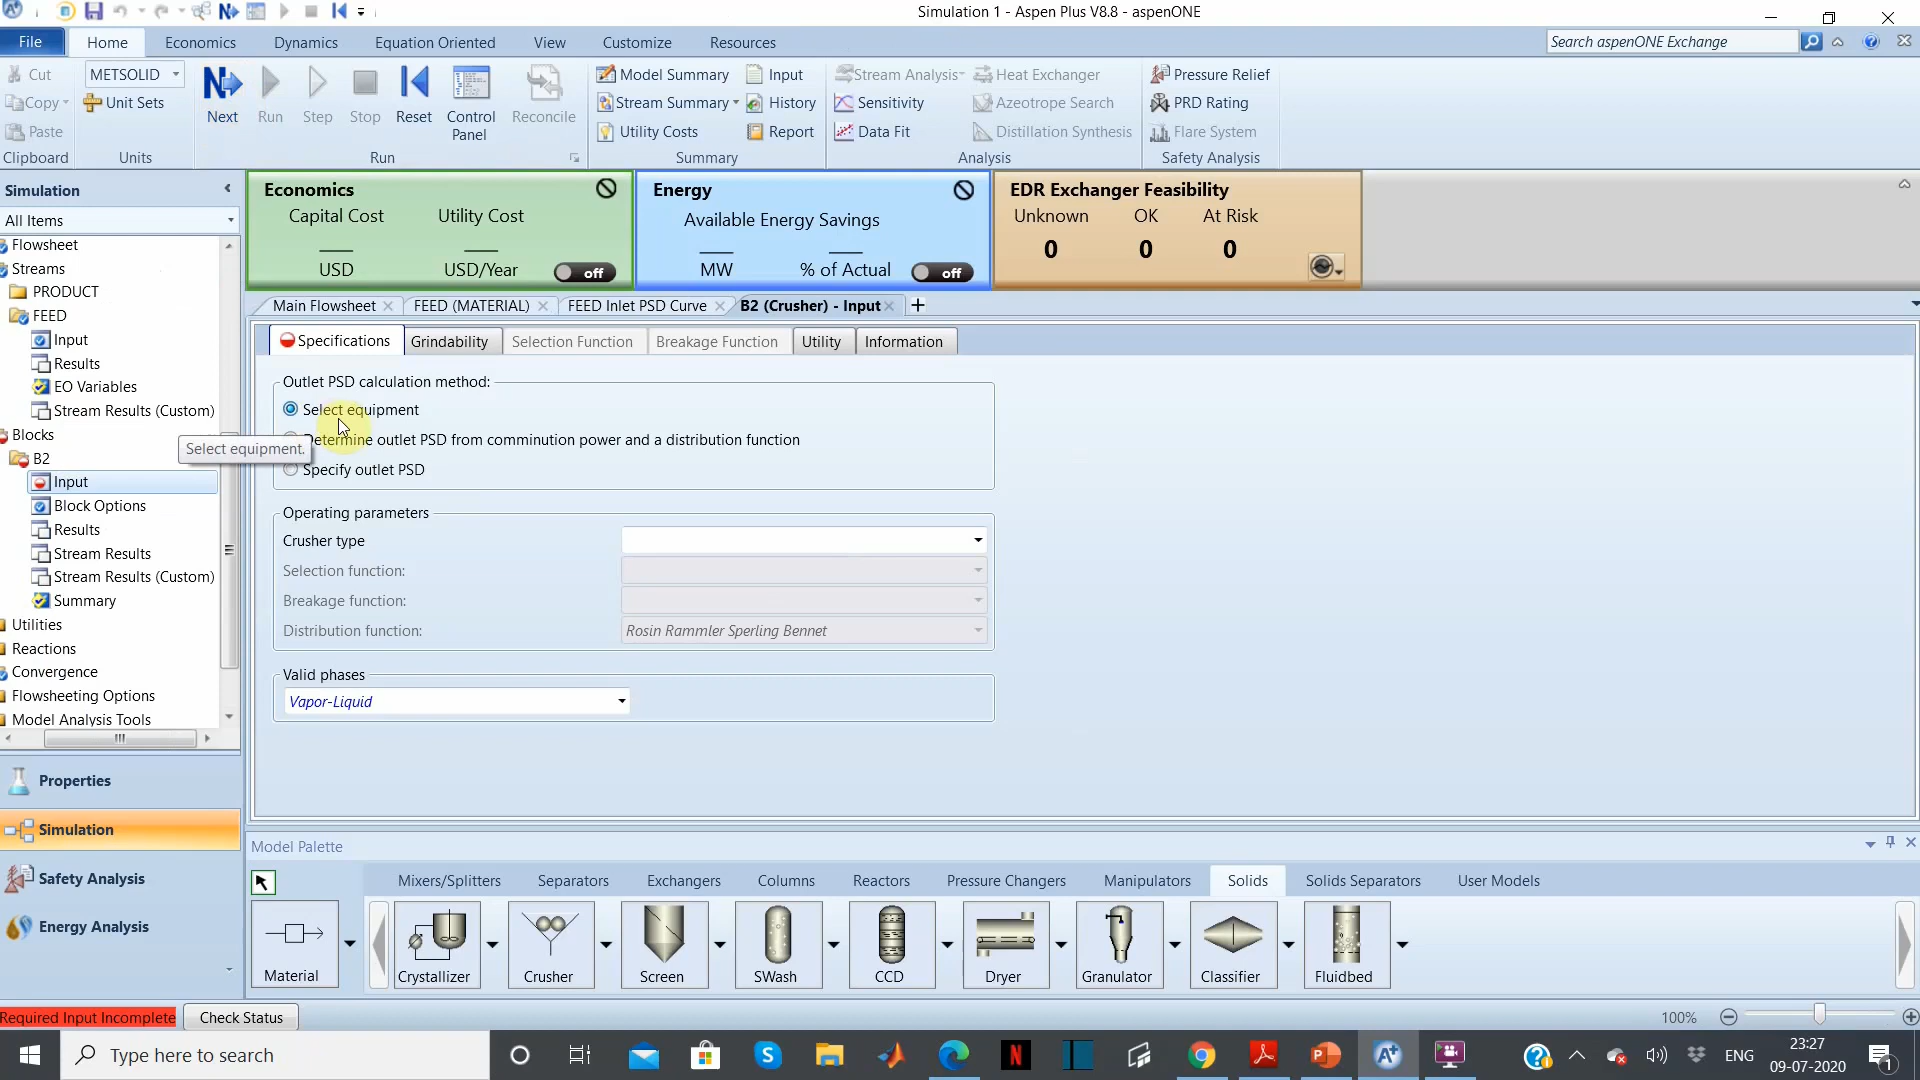 Simulation 1 - Aspen Plus V8.8 - aspenONE
File Home Economics Dynamics Equation Oriented View Customize Resources Search aspenONE Exchange
Cut METSOLID Model Summary Input Stream Analysis Heat Exchanger Pressure Relief
Copy Unit Sets Next Run Step Stop Reset Control Panel Reconcile Stream Summary History Sensitivity Azeotrope Search PRD Rating
Paste Utility Costs Report Data Fit Distillation Synthesis Flare System
Clipboard Units Run Summary Analysis Safety Analysis
Simulation
All Items
Flowsheet
Streams
PRODUCT
FEED
Input
Results
EO Variables
Stream Results (Custom)
Blocks
B2
Input
Block Options
Results
Stream Results
Stream Results (Custom)
Summary
Utilities
Reactions
Convergence
Flowsheeting Options
Model Analysis Tools
Properties
Simulation
Safety Analysis
Energy Analysis
Economics
Capital Cost Utility Cost
USD USD/Year off
Energy
Available Energy Savings
MW % of Actual off
EDR Exchanger Feasibility
Unknown OK At Risk
0 0 0
Main Flowsheet FEED (MATERIAL) FEED Inlet PSD Curve B2 (Crusher) - Input
Specifications Grindability Selection Function Breakage Function Utility Information
Outlet PSD calculation method:
Select equipment
Determine outlet PSD from comminution power and a distribution function
Select equipment.
Specify outlet PSD
Operating parameters
Crusher type
Selection function:
Breakage function:
Distribution function: Rosin Rammler Sperling Bennet
Valid phases
Vapor-Liquid
Model Palette
Mixers/Splitters Separators Exchangers Columns Reactors Pressure Changers Manipulators Solids Solids Separators User Models
Material Crystallizer Crusher Screen SWash CCD Dryer Granulator Classifier Fluidbed
Required Input Incomplete Check Status 100%
Type here to search ENG 23:27
09-07-2020
1